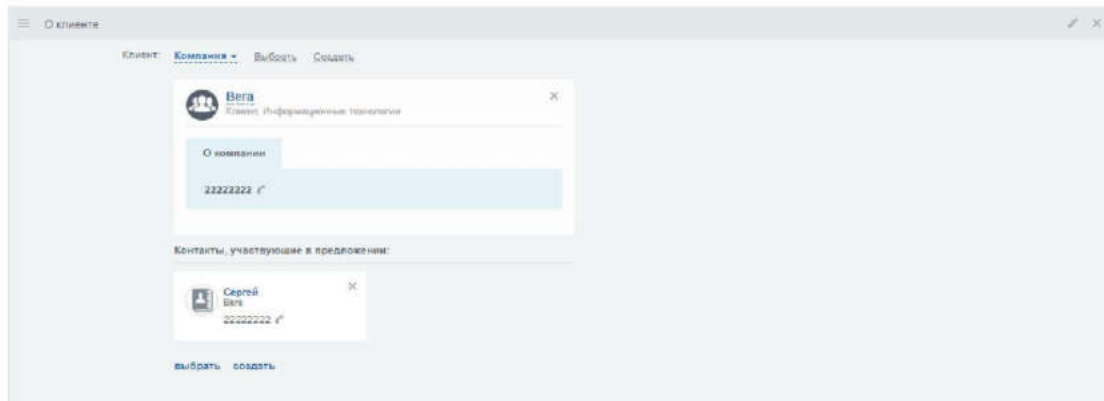 О клиенте
Клиент: Компания Выбрать Создать
Вега
Клиент, Информационные технологии
О компании
22222222
Контакты, участвующие в предложении:
Сергей
Вега
22222222
выбрать создать